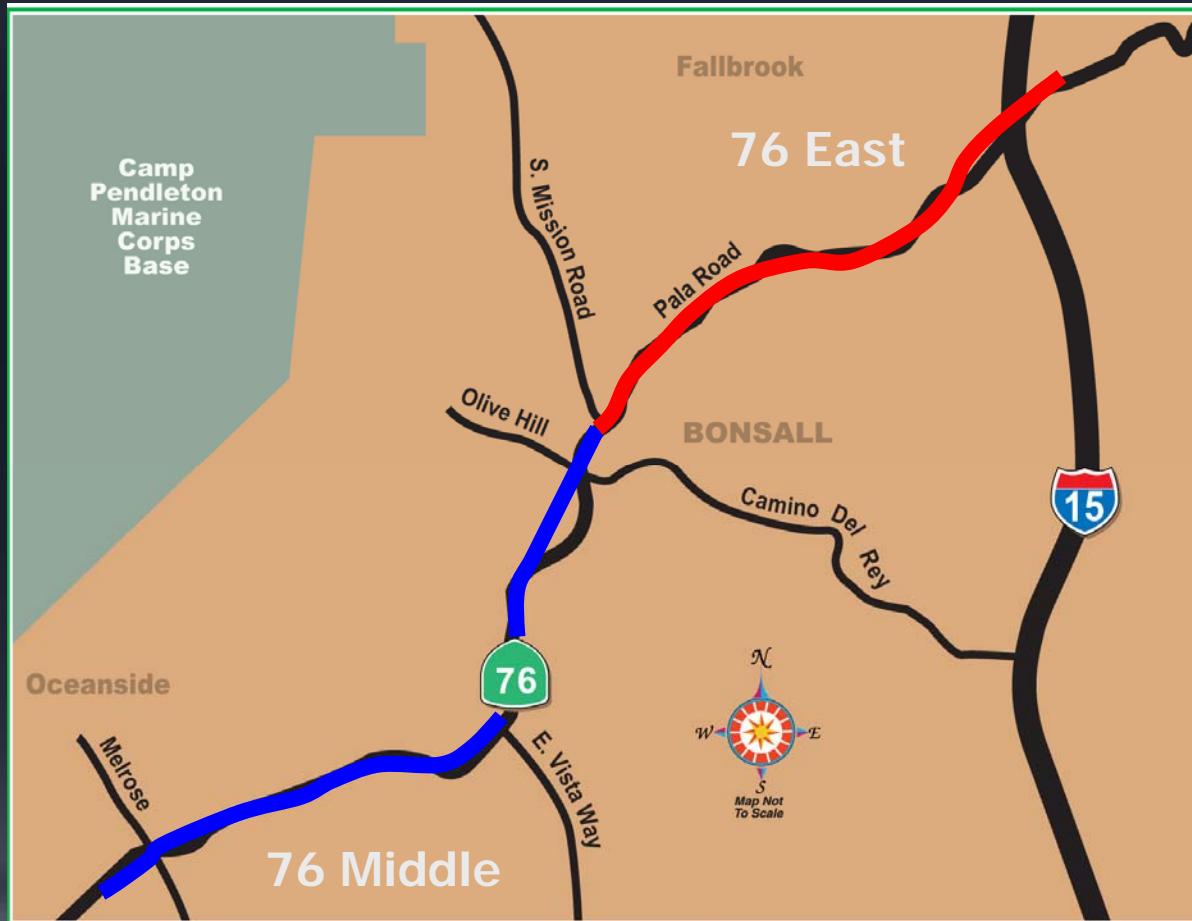 Fallbrook
76 East
Camp
Pendleton
Marine
Corps
Base
S. Mission Road
Pala Road
Olive Hill
BONSALL
15
Camino Del Rey
76
Oceanside
N
W
E
S
Map Not
To Scale
Melrose
E. Vista Way
76 Middle